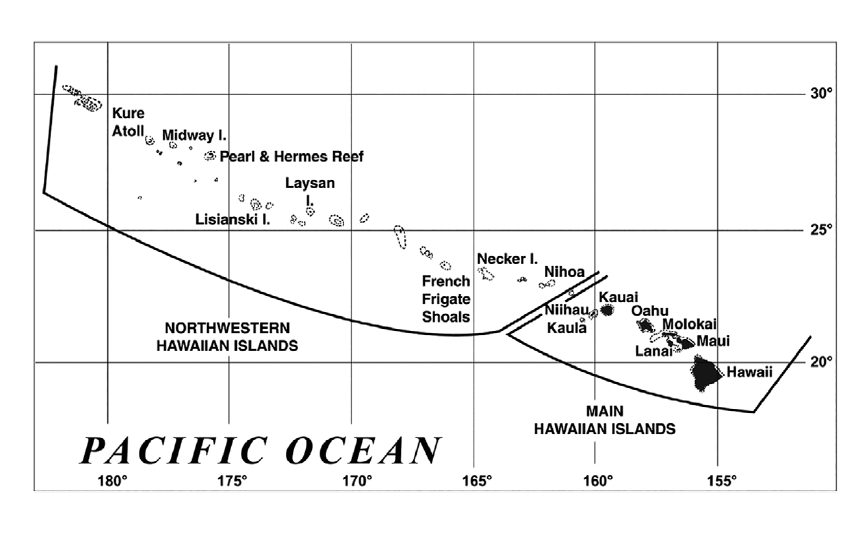 30°
Kure
Atoll
Midway I.
Pearl & Hermes Reef
Laysan
I.
Lisianski I.
25°
Necker I.
Nihoa
French
Frigate
Shoals
Kauai
Niihau
Oahu
Kaula
Molokai
Maui
Lanai
20°
Hawaii
NORTHWESTERN
HAWAIIAN ISLANDS
MAIN
HAWAIIAN ISLANDS
PACIFIC OCEAN
180°
175°
170°
165°
160°
155°